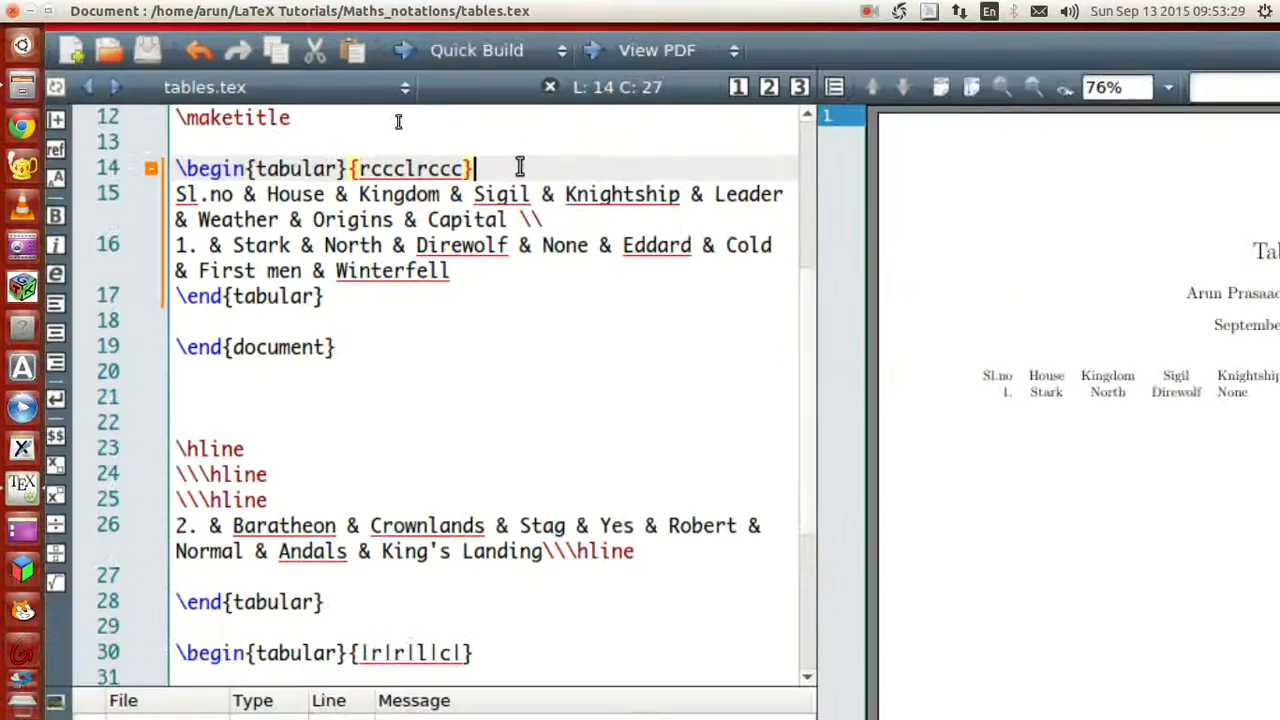 Document : /home/arun/LaTeX Tutorials/Maths_notations/tables.tex
En
Sun Sep 13 2015 09:53:29
Quick Build
View PDF
tables.tex
L: 14 C: 27
1 2 3
76%
12 \maketitle
13
14 \begin{tabular}{rccclrccc}
15 Sl.no & House & Kingdom & Sigil & Knightship & Leader
& Weather & Origins & Capital \\
16 1. & Stark & North & Direwolf & None & Eddard & Cold
& First men & Winterfell
17 \end{tabular}
18
19 \end{document}
20
21
22
23 \hline
24 \\\hline
25 \\\hline
26 2. & Baratheon & Crownlands & Stag & Yes & Robert &
Normal & Andals & King's Landing\\\hline
27
28 \end{tabular}
29
30 \begin{tabular}{|r|r|l|c|}
31
File Type Line Message
ref
$$
TEX
1
Tab
Arun Prasaad
September
Sl.no House Kingdom Sigil Knightship
1. Stark North Direwolf None